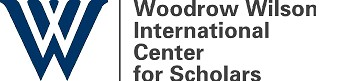 W
Woodrow Wilson
International
Center
for Scholars